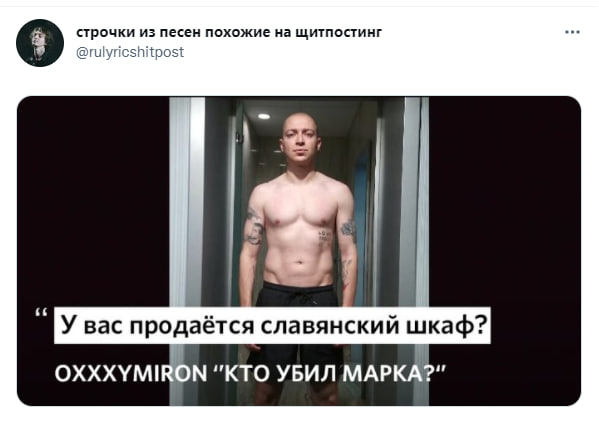 строчки из песен похожие на щитпостинг
@rulyricshitpost
“ У вас продаётся славянский шкаф?
OXXXYMIRON ‘’КТО УБИЛ МАРКА?“